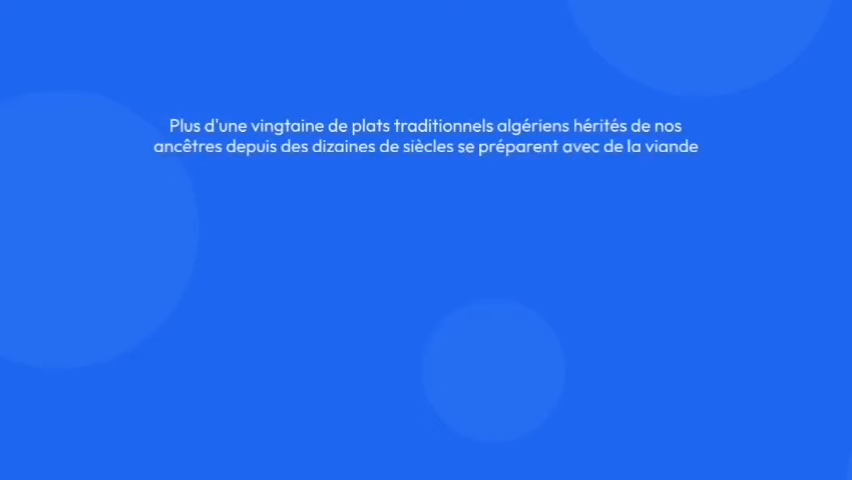 Plus d'une vingtaine de plats traditionnels algériens hérités de nos
ancêtres depuis des dizaines de siècles se préparent avec de la viande